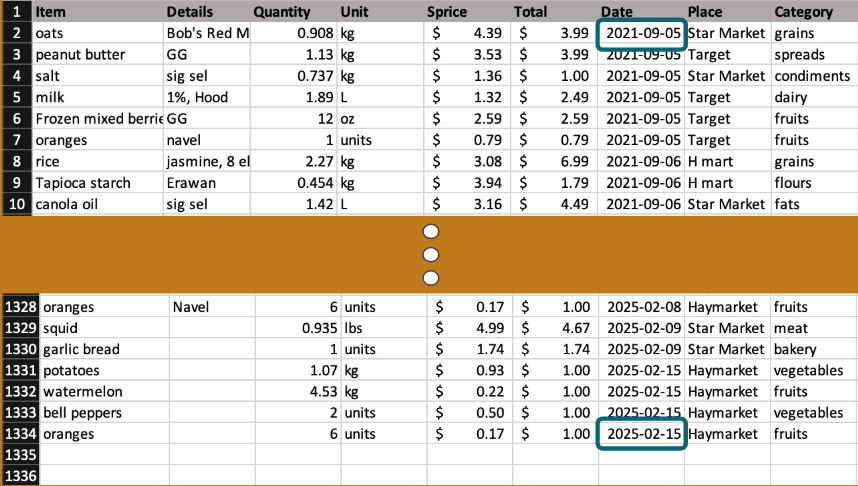 1 Item Details Quantity Unit Sprice Total Date Place Category
2 oats Bob's Red M 0.908 kg $ 4.39 $ 3.99 2021-09-05 Star Market grains
3 peanut butter GG 1.13 kg $ 3.53 $ 3.99 2021-09-05 Target spreads
4 salt sig sel 0.737 kg $ 1.36 $ 1.00 2021-09-05 Star Market condiments
5 milk 1%, Hood 1.89 L $ 1.32 $ 2.49 2021-09-05 Target dairy
6 Frozen mixed berrie GG 12 oz $ 2.59 $ 2.59 2021-09-05 Target fruits
7 oranges navel 1 units $ 0.79 $ 0.79 2021-09-05 Target fruits
8 rice jasmine, 8 el 2.27 kg $ 3.08 $ 6.99 2021-09-06 H mart grains
9 Tapioca starch Erawan 0.454 kg $ 3.94 $ 1.79 2021-09-06 H mart flours
10 canola oil sig sel 1.42 L $ 3.16 $ 4.49 2021-09-06 Star Market fats
1328 oranges Navel 6 units $ 0.17 $ 1.00 2025-02-08 Haymarket fruits
1329 squid 0.935 lbs $ 4.99 $ 4.67 2025-02-09 Star Market meat
1330 garlic bread 1 units $ 1.74 $ 1.74 2025-02-09 Star Market bakery
1331 potatoes 1.07 kg $ 0.93 $ 1.00 2025-02-15 Haymarket vegetables
1332 watermelon 4.53 kg $ 0.22 $ 1.00 2025-02-15 Haymarket fruits
1333 bell peppers 2 units $ 0.50 $ 1.00 2025-02-15 Haymarket vegetables
1334 oranges 6 units $ 0.17 $ 1.00 2025-02-15 Haymarket fruits
1335
1336